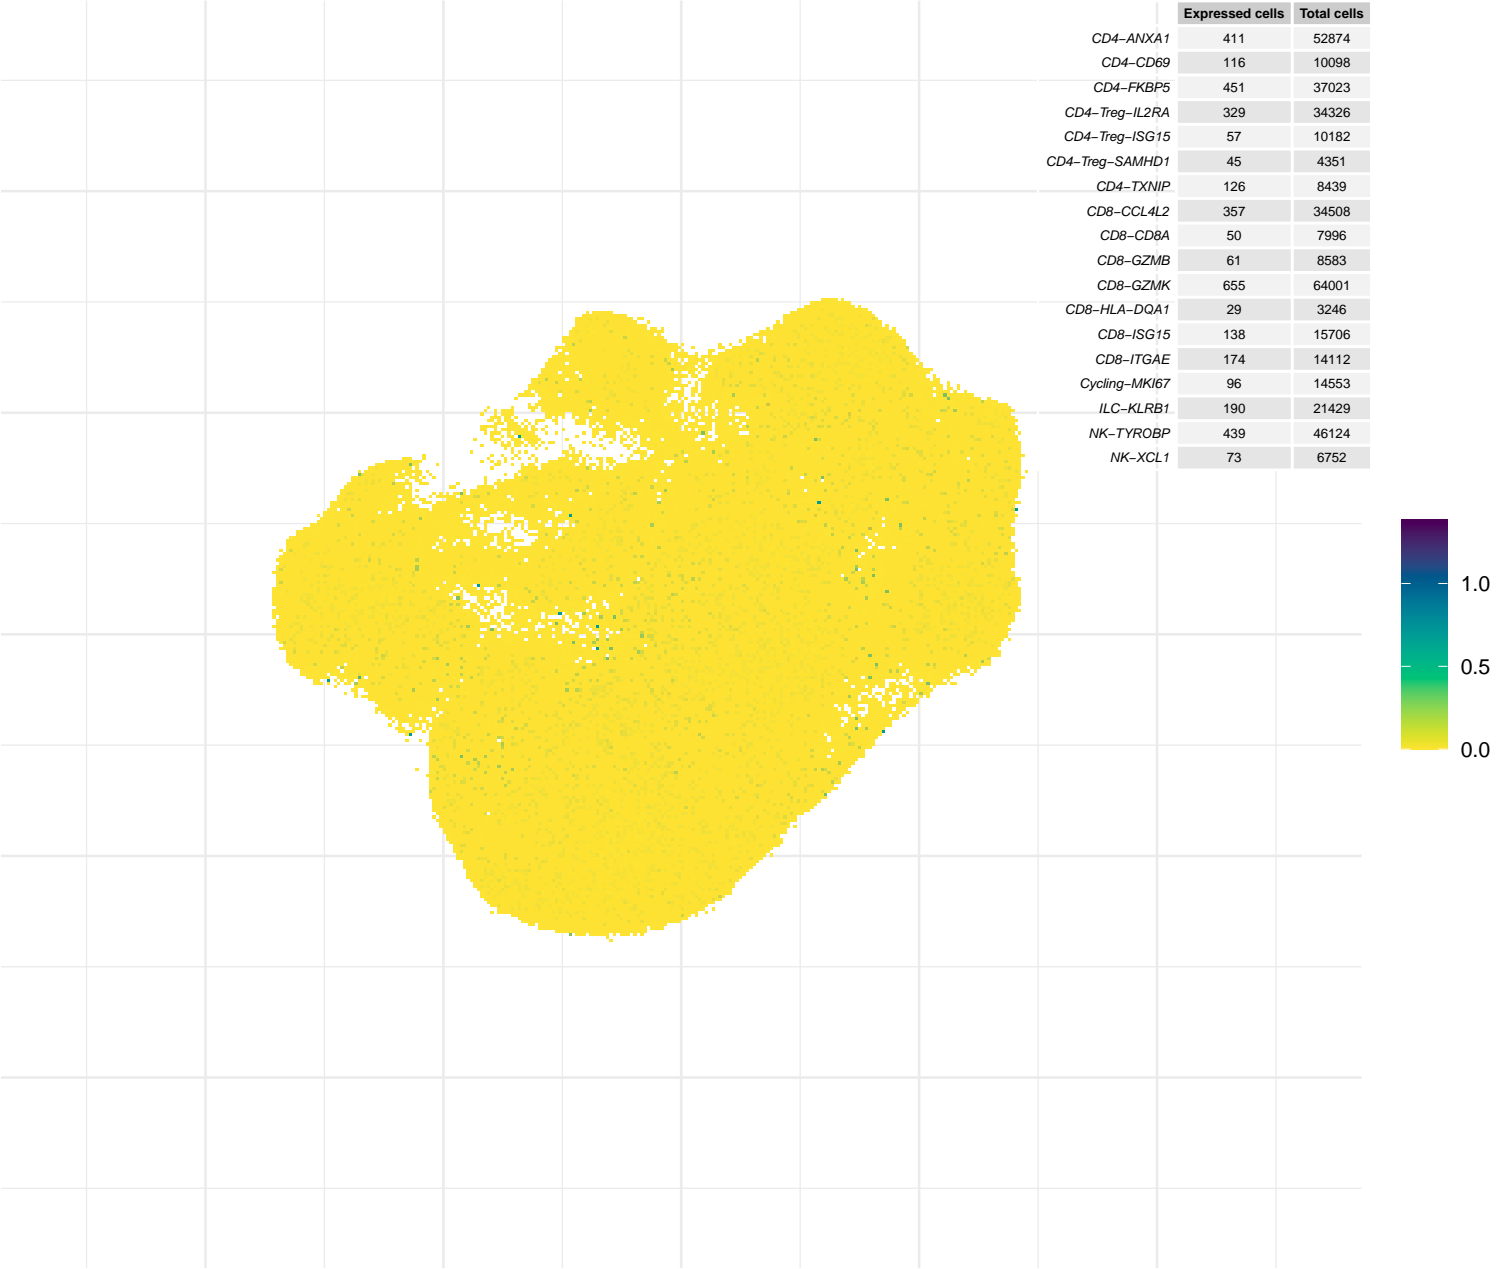 Expressed cells Total cells
CD4−ANXA1 411 52874
CD4−CD69 116 10098
CD4−FKBP5 451 37023
CD4−Treg−IL2RA 329 34326
CD4−Treg−ISG15 57 10182
CD4−Treg−SAMHD1 45 4351
CD4−TXNIP 126 8439
CD8−CCL4L2 357 34508
CD8−CD8A 50 7996
CD8−GZMB 61 8583
CD8−GZMK 655 64001
CD8−HLA−DQA1 29 3246
CD8−ISG15 138 15706
CD8−ITGAE 174 14112
Cycling−MKI67 96 14553
ILC−KLRB1 190 21429
NK−TYROBP 439 46124
NK−XCL1 73 6752
1.0
0.5
0.0